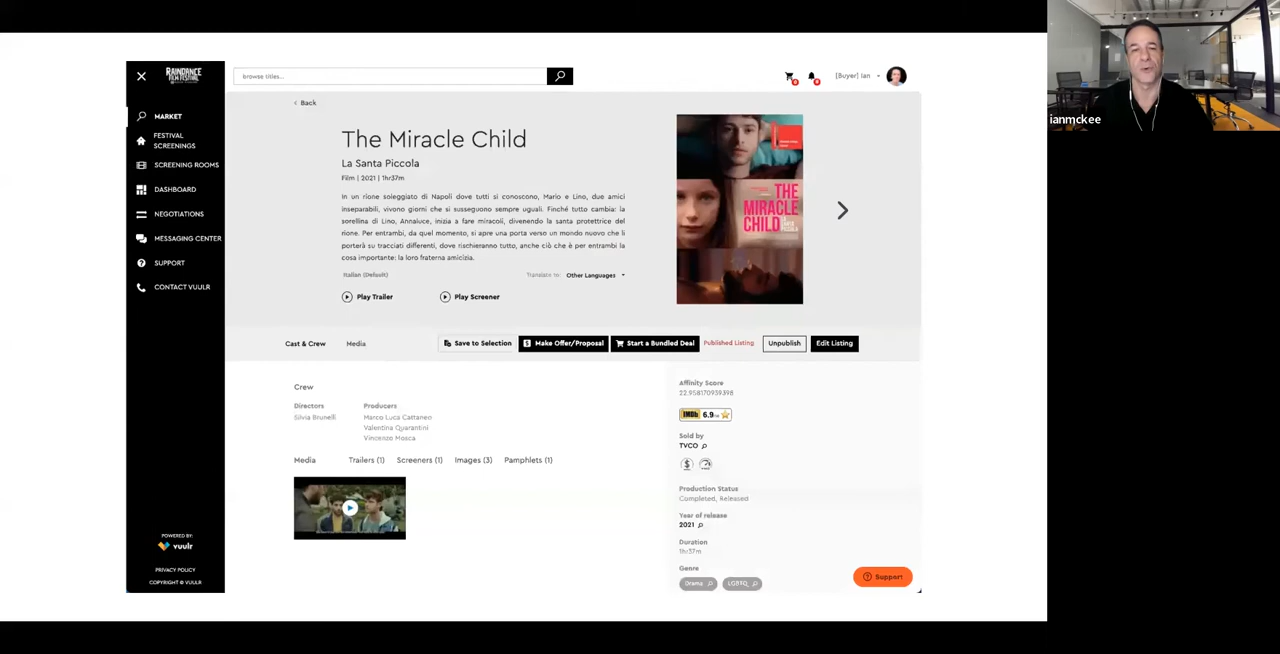 RAINDANCE
FILM FESTIVAL
browse titles...
0
0
[Buyer] Ian
ianmckee
MARKET
FESTIVAL
SCREENINGS
SCREENING ROOMS
DASHBOARD
NEGOTIATIONS
MESSAGING CENTER
SUPPORT
CONTACT VUULR
POWERED BY:
vuulr
PRIVACY POLICY
COPYRIGHT © VUULR
< Back
The Miracle Child
La Santa Piccola
Film | 2021 | 1hr37m
In un rione soleggiato di Napoli dove tutti si conoscono, Mario e Lino, due amici
inseparabili, vivono giorni che si susseguono sempre uguali. Finché tutto cambia: la
sorellina di Lino, Annaluce, inizia a fare miracoli, divenendo la santa protettrice del
rione. Per entrambi, da quel momento, si apre una porta verso un mondo nuovo che li
porterà su tracciati differenti, dove rischieranno tutto, anche ciò che è per entrambi la
cosa importante: la loro fraterna amicizia.
Italian (Default)
Translate to: Other Languages
Play Trailer
Play Screener
THE
MIRACLE
CHILD
Cast & Crew
Media
Save to Selection
$ Make Offer/Proposal
Start a Bundled Deal
Published Listing
Unpublish
Edit Listing
Crew
Directors
Silvia Brunelli
Producers
Marco Luca Cattaneo
Valentina Quarantini
Vincenzo Mosca
Media
Trailers (1)
Screeners (1)
Images (3)
Pamphlets (1)
Affinity Score
22.958170939398
IMDb 6.9
Sold by
TVCO
$
Production Status
Completed, Released
Year of release
2021
Duration
1hr37m
Genre
Drama
LGBTQ
Support